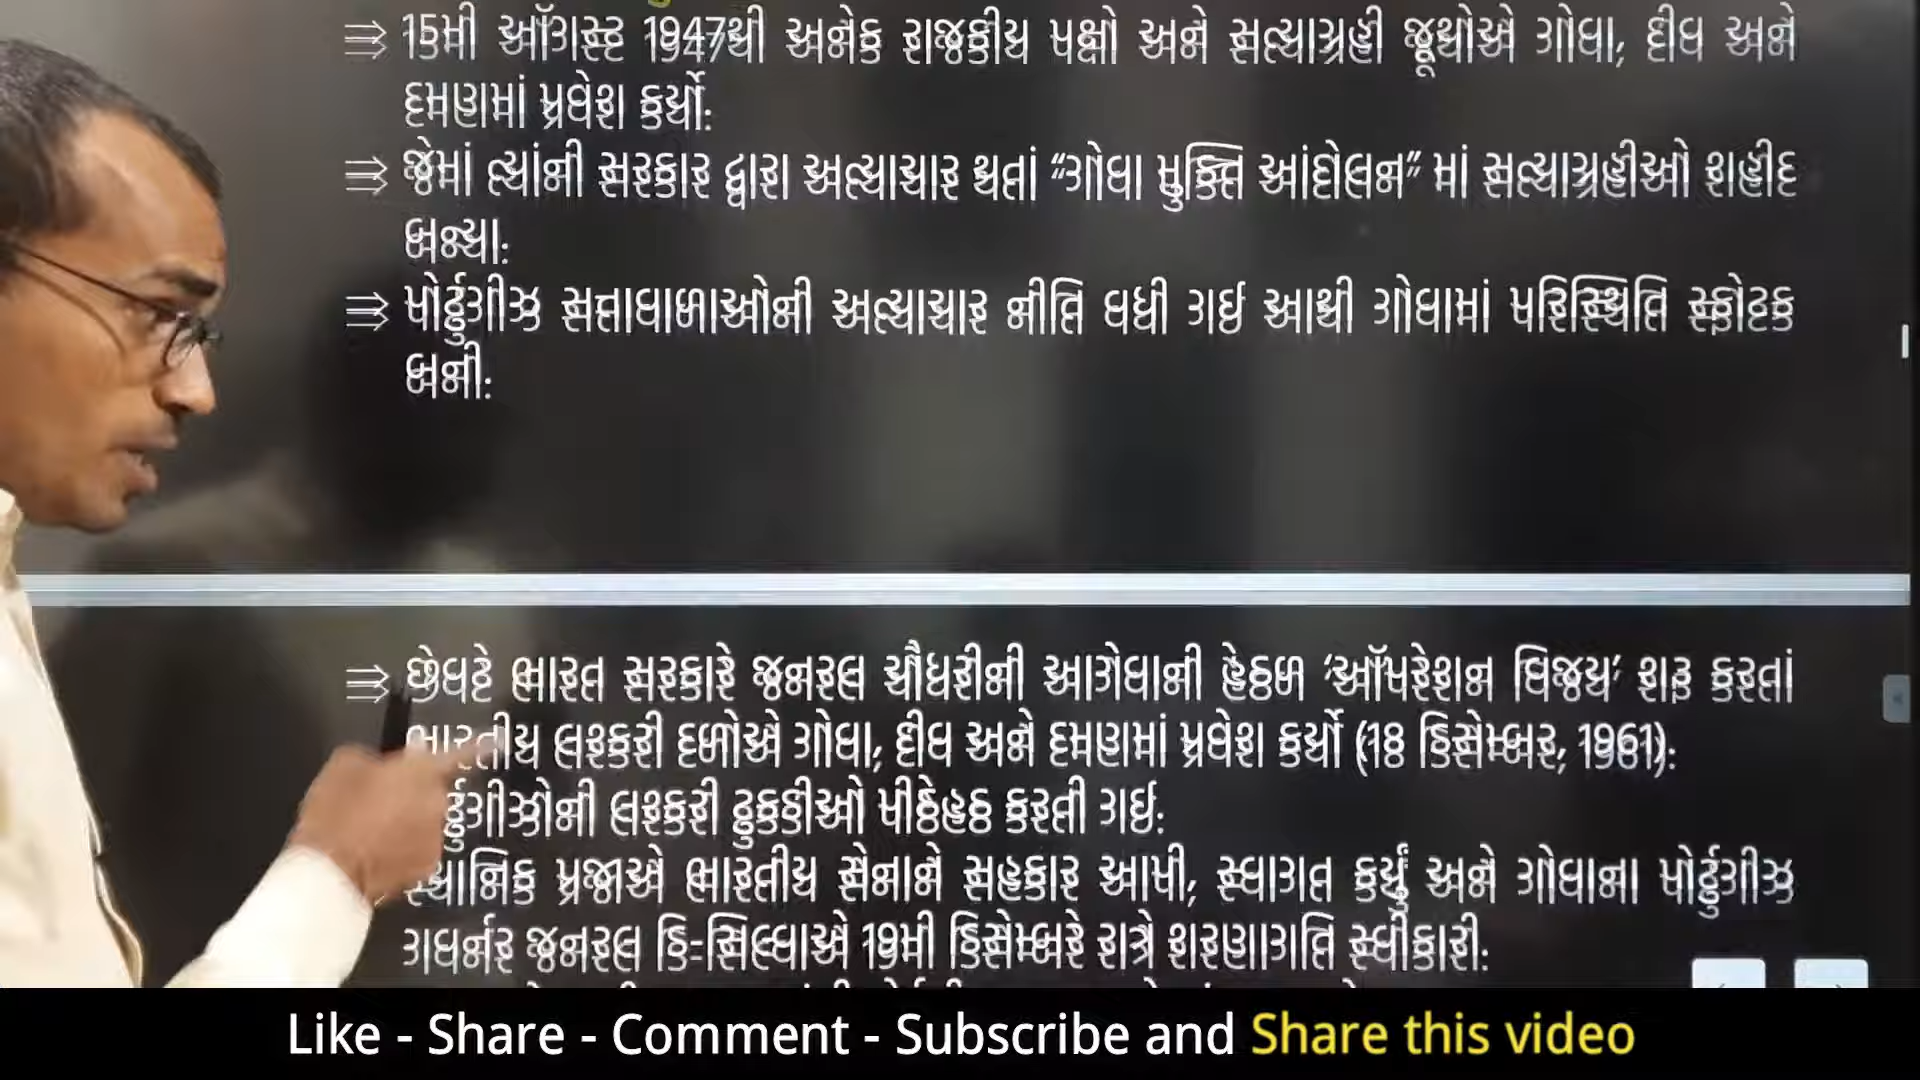 ⇒ 15મી ઑગસ્ટ 1947થી અનેક રાજકીય પક્ષો અને સત્યાગ્રહી જૂથોએ ગોવા, દીવ અને
દમણમાં પ્રવેશ કર્યો.
⇒ જેમાં ત્યાંની સરકાર દ્વારા અત્યાચાર થતાં “ગોવા મુક્તિ આંદોલન” માં સત્યાગ્રહીઓ શહીદ
બન્યા.
⇒ પોર્ટુગીઝ સત્તાવાળાઓની અત્યાચાર નીતિ વધી ગઇ આથી ગોવામાં પરિસ્થિતિ સ્ફોટક
બની.
⇒ છેવટે ભારત સરકારે જનરલ ચૌધરીની આગેવાની હેઠળ ‘ઑપરેશન વિજય’ શરૂ કરતાં
ભારતીય લશ્કરી દળોએ ગોવા, દીવ અને દમણમાં પ્રવેશ કર્યો (18 ડિસેમ્બર, 1961).
ર્ટુગીઝોની લશ્કરી ટુકડીઓ પીછેહઠ કરતી ગઇ.
સ્થાનિક પ્રજાએ ભારતીય સેનાને સહકાર આપી, સ્વાગત કર્યું અને ગોવાના પોર્ટુગીઝ
ગવર્નર જનરલ ડિ-સિલ્વાએ 19મી ડિસેમ્બરે રાત્રે શરણાગતિ સ્વીકારી.
Like - Share - Comment - Subscribe and Share this video